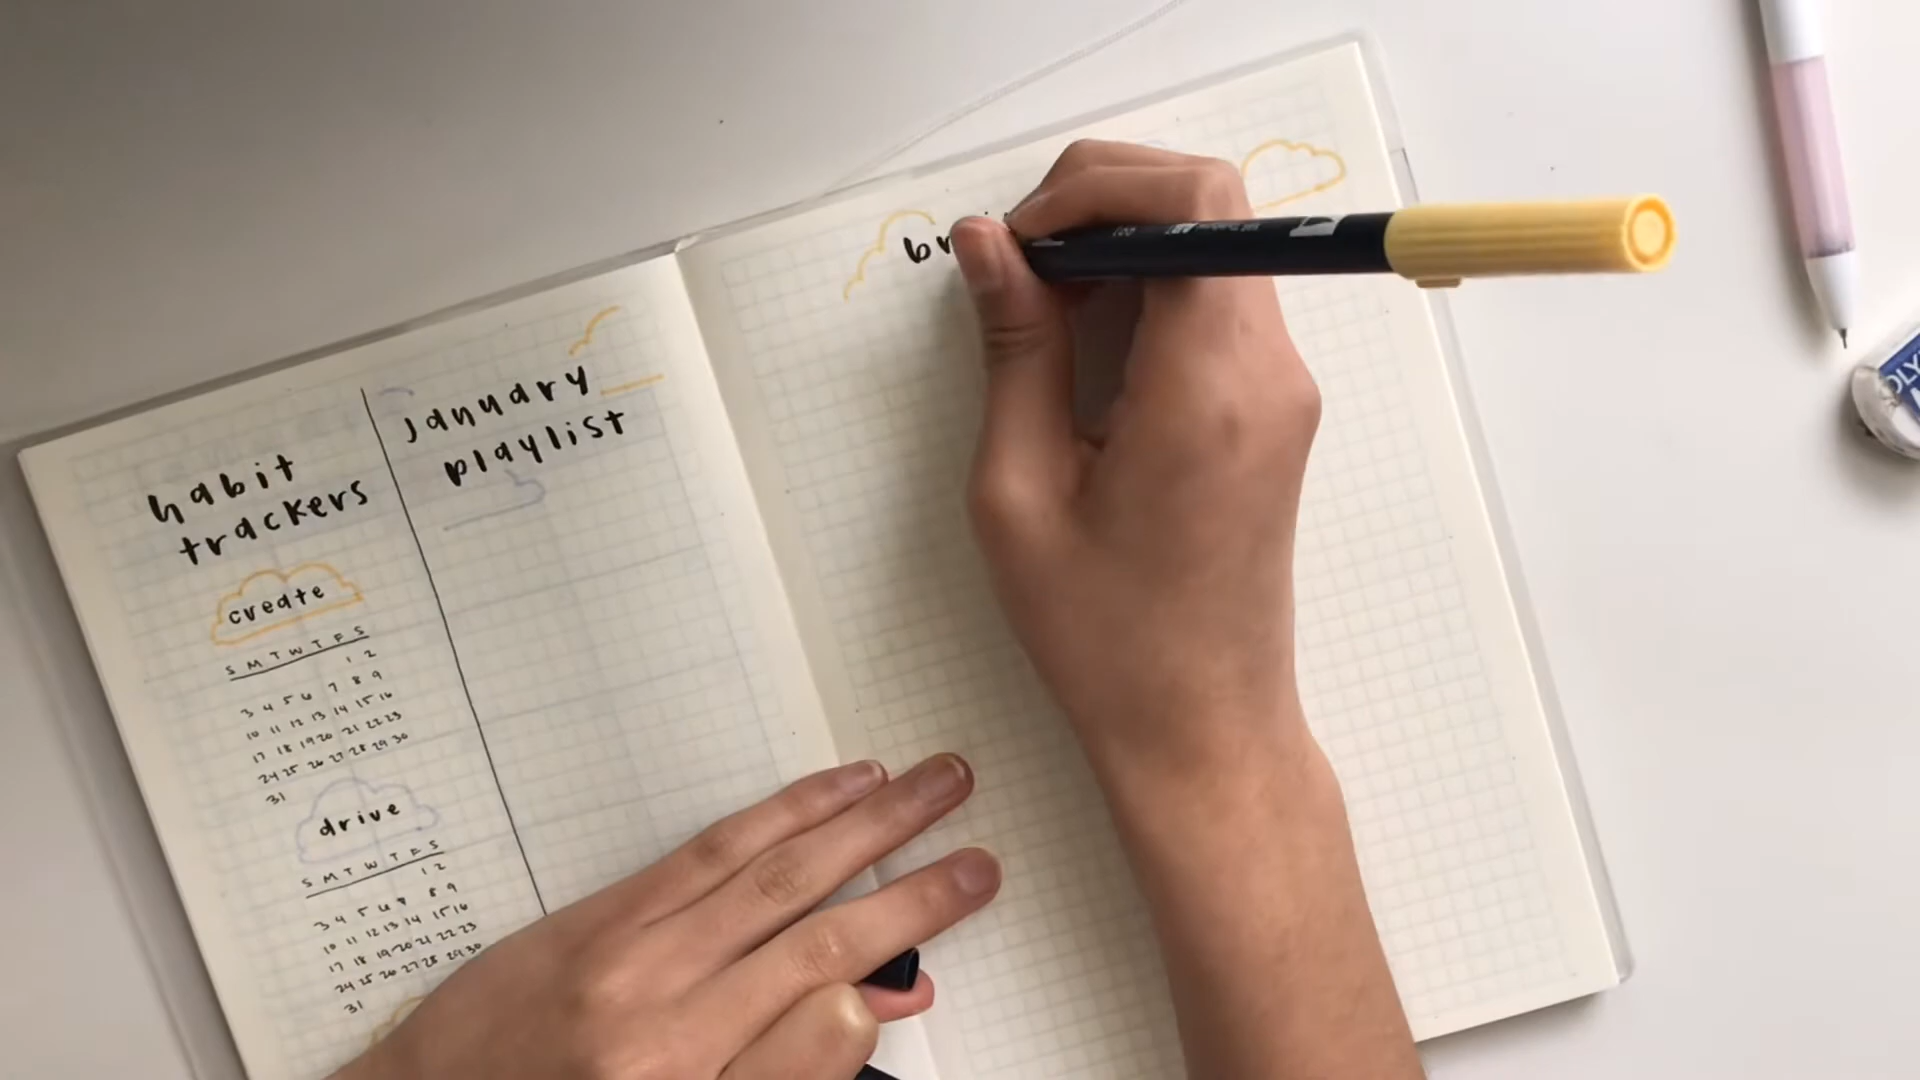 habit
trackers
create
S M T W T F S
1 2
3 4 5 6 7 8 9
10 11 12 13 14 15 16
17 18 19 20 21 22 23
24 25 26 27 28 29 30
31
drive
S M T W T F S
1 2
3 4 5 6 8 9
10 11 12 13 14 15 16
17 18 19 20 21 22 23
24 25 26 27 28 29 30
31
january
playlist